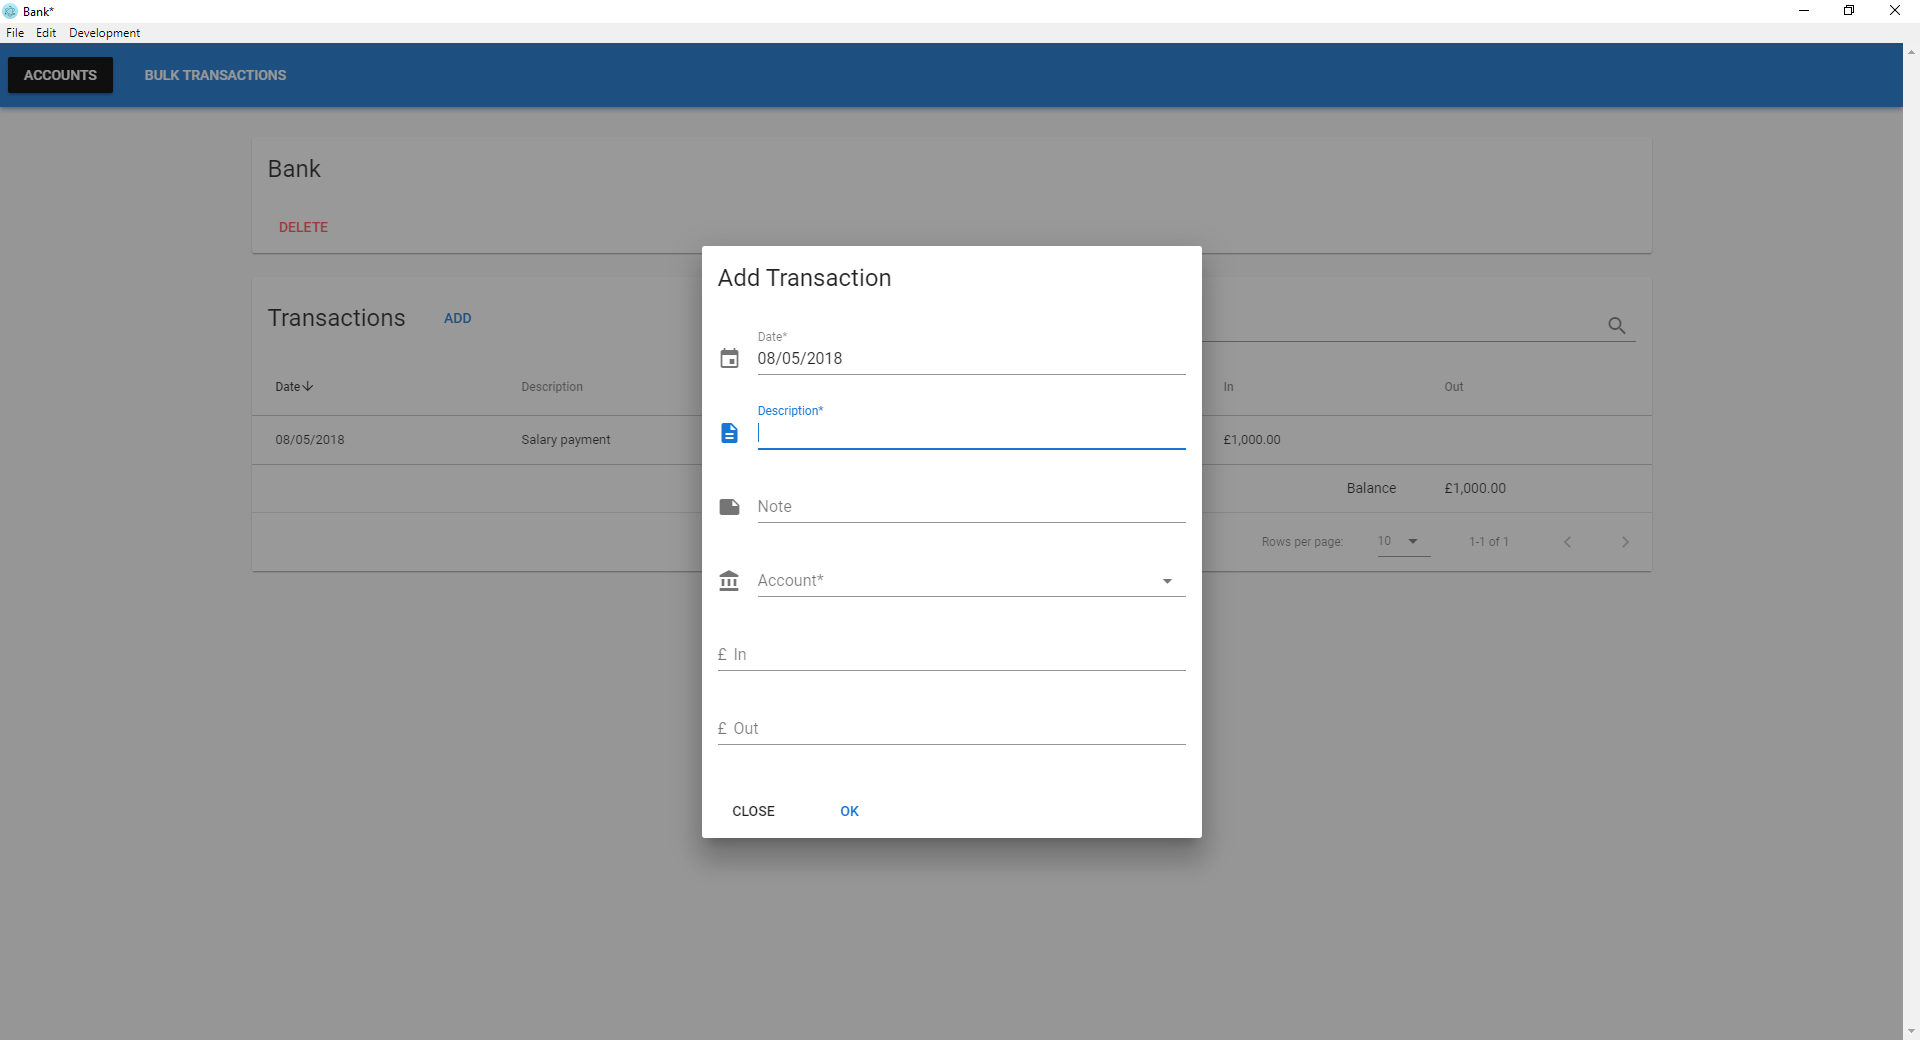 Bank*
File Edit Development
ACCOUNTS BULK TRANSACTIONS
Bank
DELETE
Transactions ADD
Date Description In Out
08/05/2018 Salary payment £1,000.00
Balance £1,000.00
Rows per page: 10 1-1 of 1
Add Transaction
Date*
08/05/2018
Description*
Note
Account*
£ In
£ Out
CLOSE OK